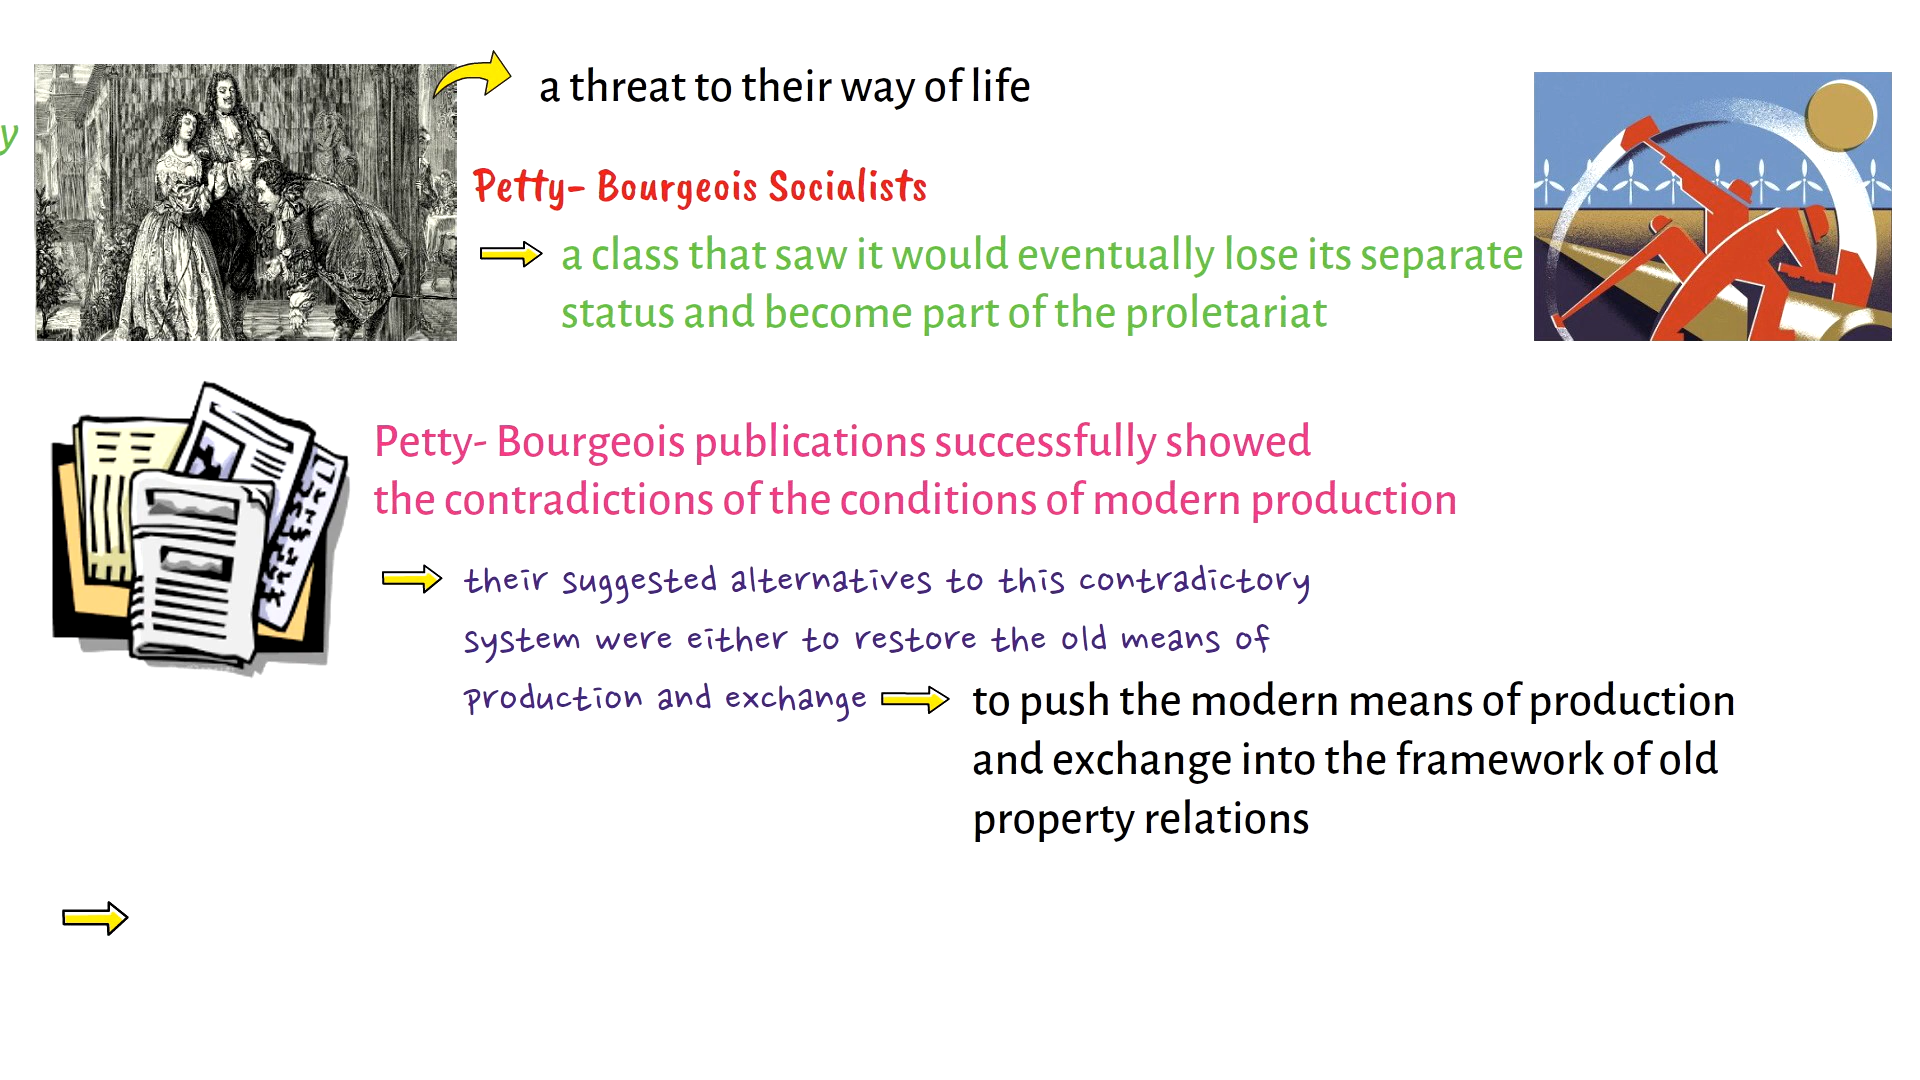 a threat to their way of life
y
Petty- Bourgeois Socialists
a class that saw it would eventually lose its separate
status and become part of the proletariat
Petty- Bourgeois publications successfully showed
the contradictions of the conditions of modern production
their suggested alternatives to this contradictory
system were either to restore the old means of
production and exchange
to push the modern means of production
and exchange into the framework of old
property relations